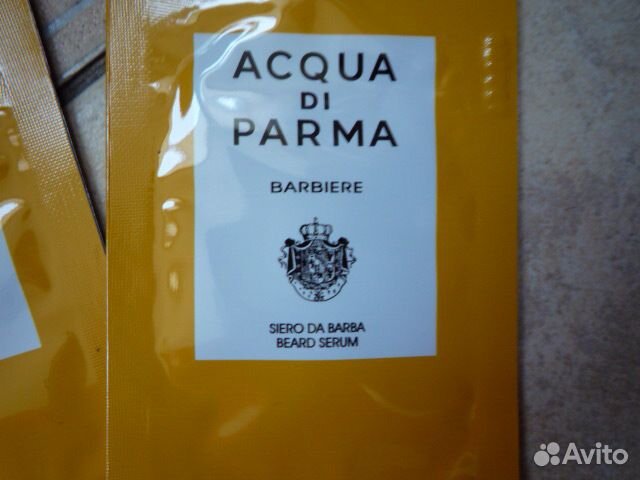 ACQUA
DI
PARMA
BARBIERE
SIERO DA BARBA
BEARD SERUM
Avito